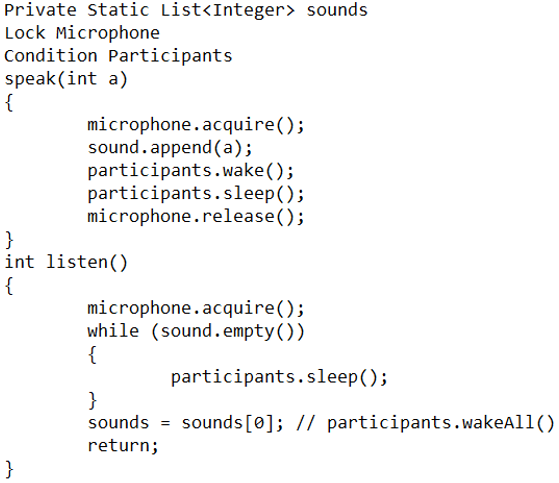 Private Static List<Integer> sounds
Lock Microphone
Condition Participants
speak(int a)
{
microphone.acquire();
sound.append(a);
participants.wake();
participants.sleep();
microphone.release();
}
int listen()
{
microphone.acquire();
while (sound.empty())
{
participants.sleep();
}
sounds = sounds[0]; // participants.wakeAll()
return;
}